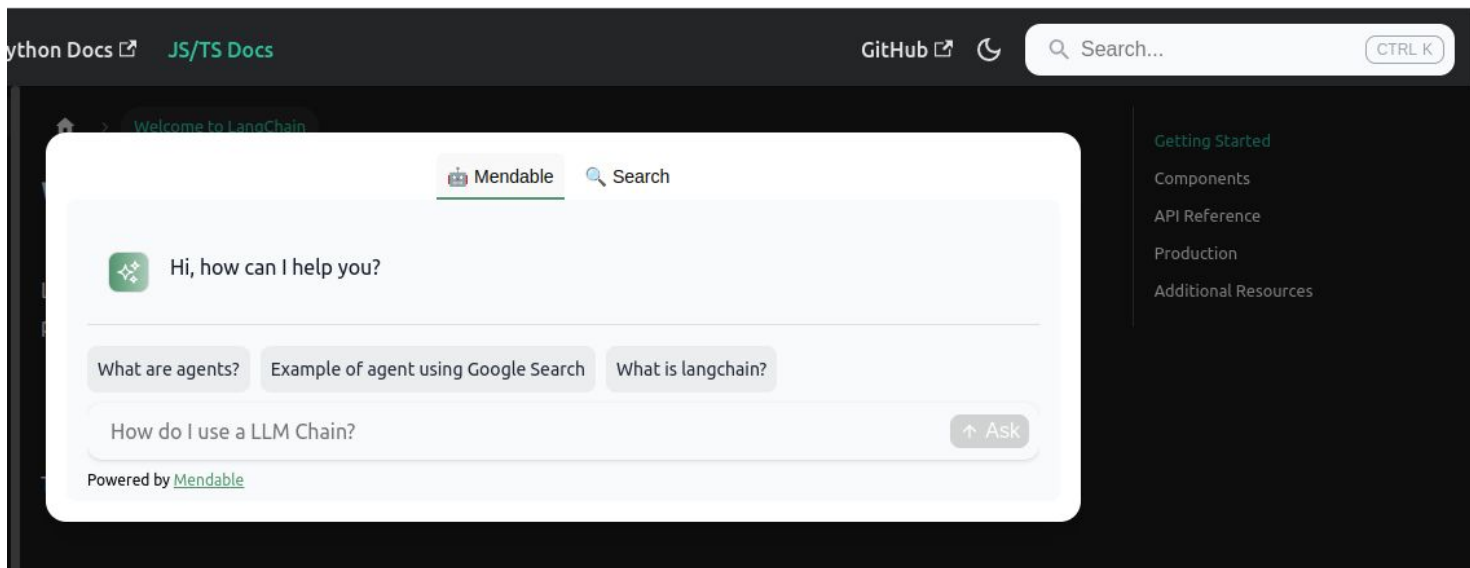 ython Docs JS/TS Docs GitHub Search... CTRL K
Welcome to LangChain
Getting Started
Components
API Reference
Production
Additional Resources
Mendable Search
Hi, how can I help you?
What are agents? Example of agent using Google Search What is langchain?
How do I use a LLM Chain? Ask
Powered by Mendable